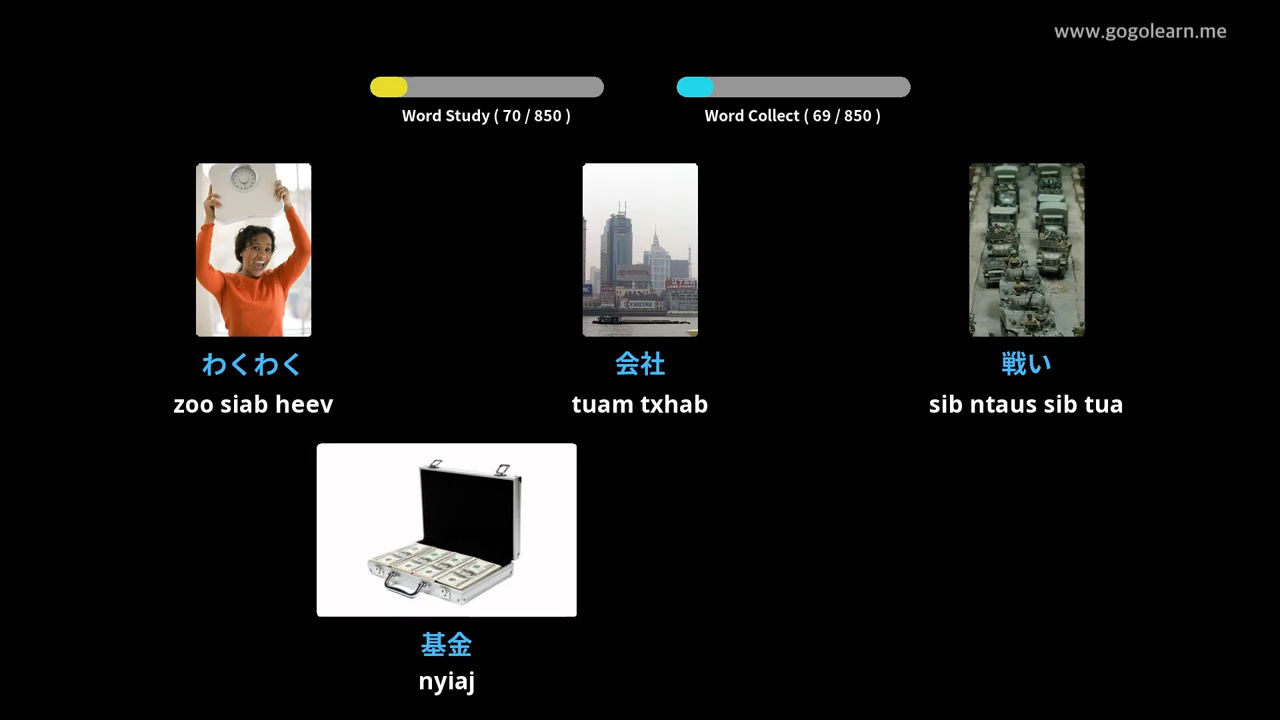 www.gogolearn.me
Word Study ( 70 / 850 )
Word Collect ( 69 / 850 )
わくわく
zoo siab heev
会社
tuam txhab
戦い
sib ntaus sib tua
基金
nyiaj